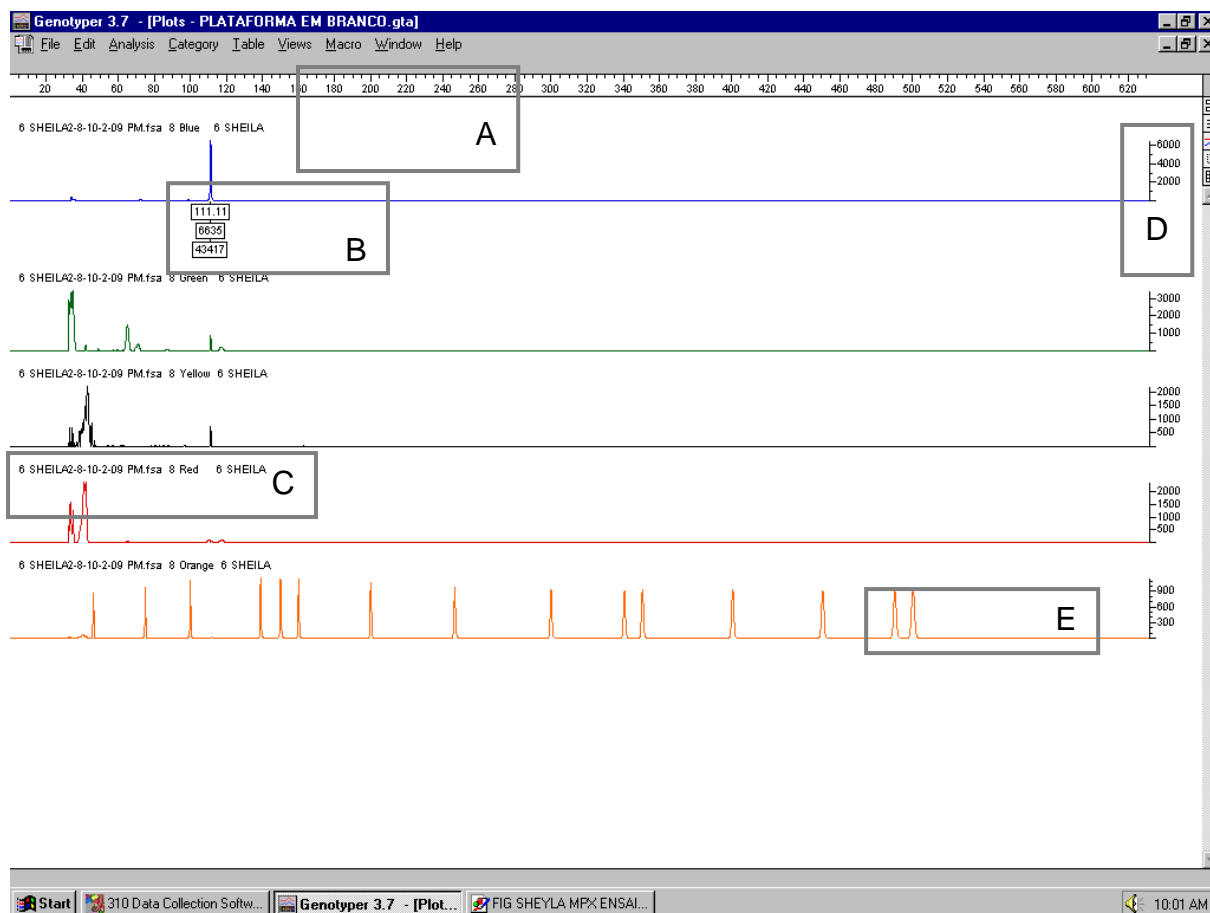 Genotyper 3.7 - [Plots - PLATAFORMA EM BRANCO.gta]
File Edit Analysis Category Table Views Macro Window Help
20 40 60 80 100 120 140 160 180 200 220 240 260 280 300 320 340 360 380 400 420 440 460 480 500 520 540 560 580 600 620
A
6 SHEILA2-8-10-2-09 PM.fsa 8 Blue 6 SHEILA
6000
4000
2000
D
111.11
6635
43417
B
6 SHEILA2-8-10-2-09 PM.fsa 8 Green 6 SHEILA
3000
2000
1000
6 SHEILA2-8-10-2-09 PM.fsa 8 Yellow 6 SHEILA
2000
1500
1000
500
6 SHEILA2-8-10-2-09 PM.fsa 8 Red 6 SHEILA
C
2000
1500
1000
500
6 SHEILA2-8-10-2-09 PM.fsa 8 Orange 6 SHEILA
900
600
300
E
Start 310 Data Collection Softw... Genotyper 3.7 - [Plot... FIG SHEYLA MPX ENSAI... 10:01 AM